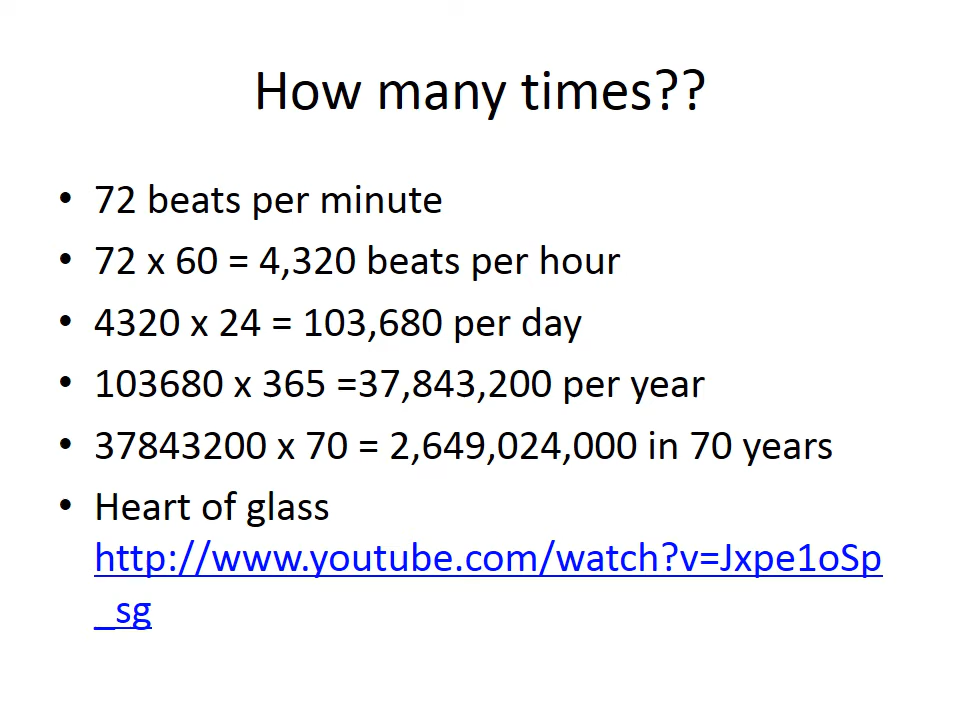 How many times??
• 72 beats per minute
• 72 x 60 = 4,320 beats per hour
• 4320 x 24 = 103,680 per day
• 103680 x 365 =37,843,200 per year
• 37843200 x 70 = 2,649,024,000 in 70 years
• Heart of glass
http://www.youtube.com/watch?v=Jxpe1oSp
_sg